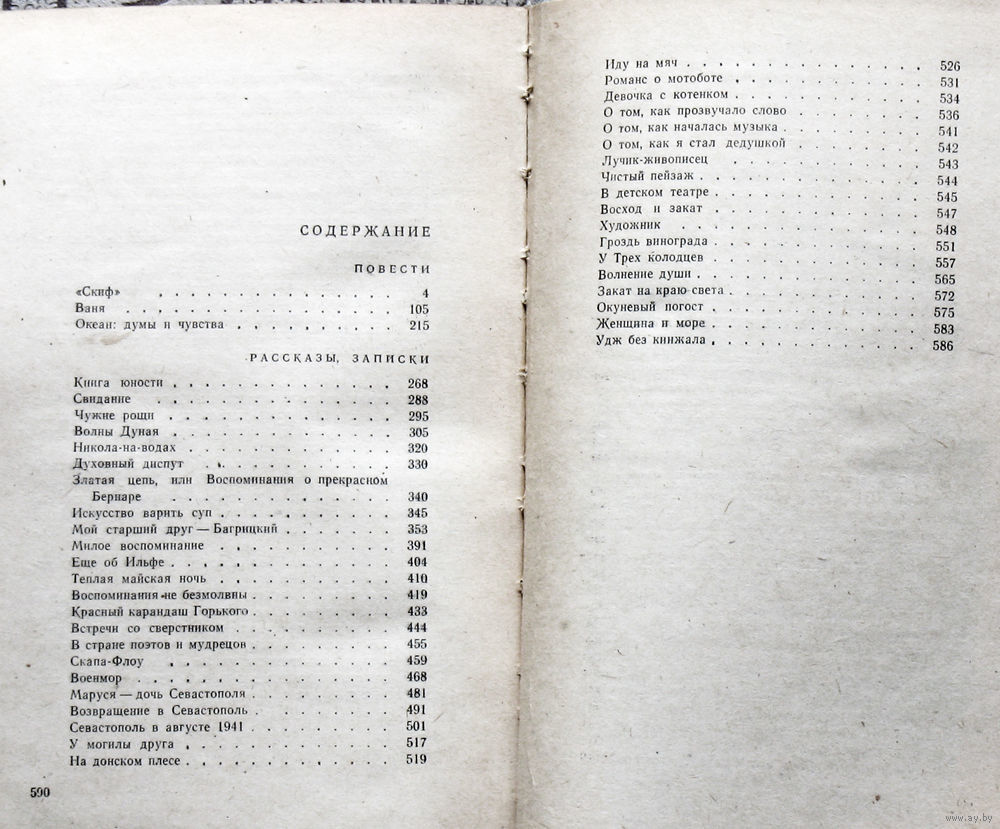 СОДЕРЖАНИЕ
ПОВЕСТИ
«Скиф» . . . . . . . . . . . . . . . 4
Ваня . . . . . . . . . . . . . . . 105
Океан: думы и чувства . . . . . . . . . . 215
РАССКАЗЫ, ЗАПИСКИ
Книга юности . . . . . . . . . . . . . 268
Свидание . . . . . . . . . . . . . 288
Чужие рощи . . . . . . . . . . . . . 295
Волны Дуная . . . . . . . . . . . . . 305
Никола-на-водах . . . . . . . . . . . . 320
Духовный диспут . . . . . . . . . . . 330
Златая цепь, или Воспоминания о прекрасном
Бернаре . . . . . . . . . . . . . 340
Искусство варить суп . . . . . . . . . . 345
Мой старший друг — Багрицкий . . . . . . . 353
Милое воспоминание . . . . . . . . . . 391
Еще об Ильфе . . . . . . . . . . . . . 404
Теплая майская ночь . . . . . . . . . . 410
Воспоминания не безмолвны . . . . . . . . 419
Красный карандаш Горького . . . . . . . . 433
Встречи со сверстником . . . . . . . . . 444
В стране поэтов и мудрецов . . . . . . . . 455
Скапа-Флоу . . . . . . . . . . . . . 459
Военмор . . . . . . . . . . . . . . 468
Маруся — дочь Севастополя . . . . . . . . 481
Возвращение в Севастополь . . . . . . . . 491
Севастополь в августе 1941 . . . . . . . . 501
У могилы друга . . . . . . . . . . . . 517
На донском плесе . . . . . . . . . . . . 519
590
Иду на мяч . . . . . . . . . . . . . 526
Романс о мотоботе . . . . . . . . . . . 531
Девочка с котенком . . . . . . . . . . . 534
О том, как прозвучало слово . . . . . . . . 536
О том, как началась музыка . . . . . . . . 541
О том, как я стал дедушкой . . . . . . . . 542
Лучик-живописец . . . . . . . . . . . 543
Чистый пейзаж . . . . . . . . . . . . 544
В детском театре . . . . . . . . . . . . 545
Восход и закат . . . . . . . . . . . . 547
Художник . . . . . . . . . . . . . 548
Гроздь винограда . . . . . . . . . . . . 551
У Трех колодцев . . . . . . . . . . . . 557
Волнение души . . . . . . . . . . . . . 565
Закат на краю света . . . . . . . . . . . 572
Окуневый погост . . . . . . . . . . . . 575
Женщина и море . . . . . . . . . . . . 583
Удж без кинжала . . . . . . . . . . . . 586
www.ay.by